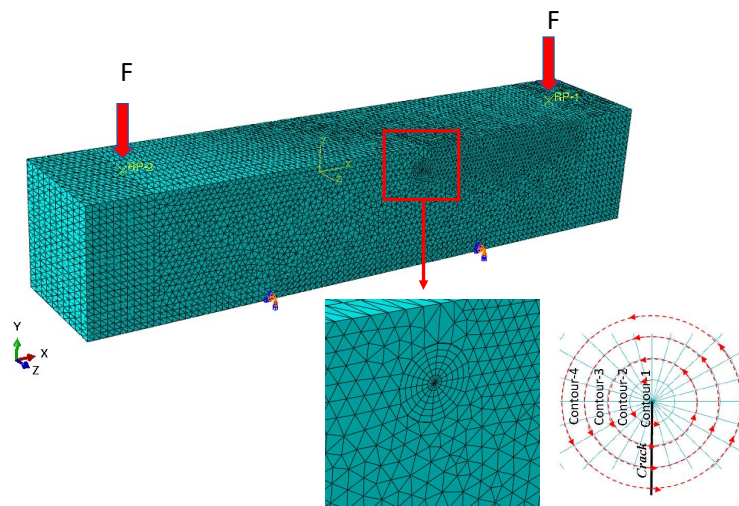 F
F
RP-2
RP-1
Y
X
Z
Y
X
Z
Contour-4
Contour-3
Contour-2
Contour-1
Crack